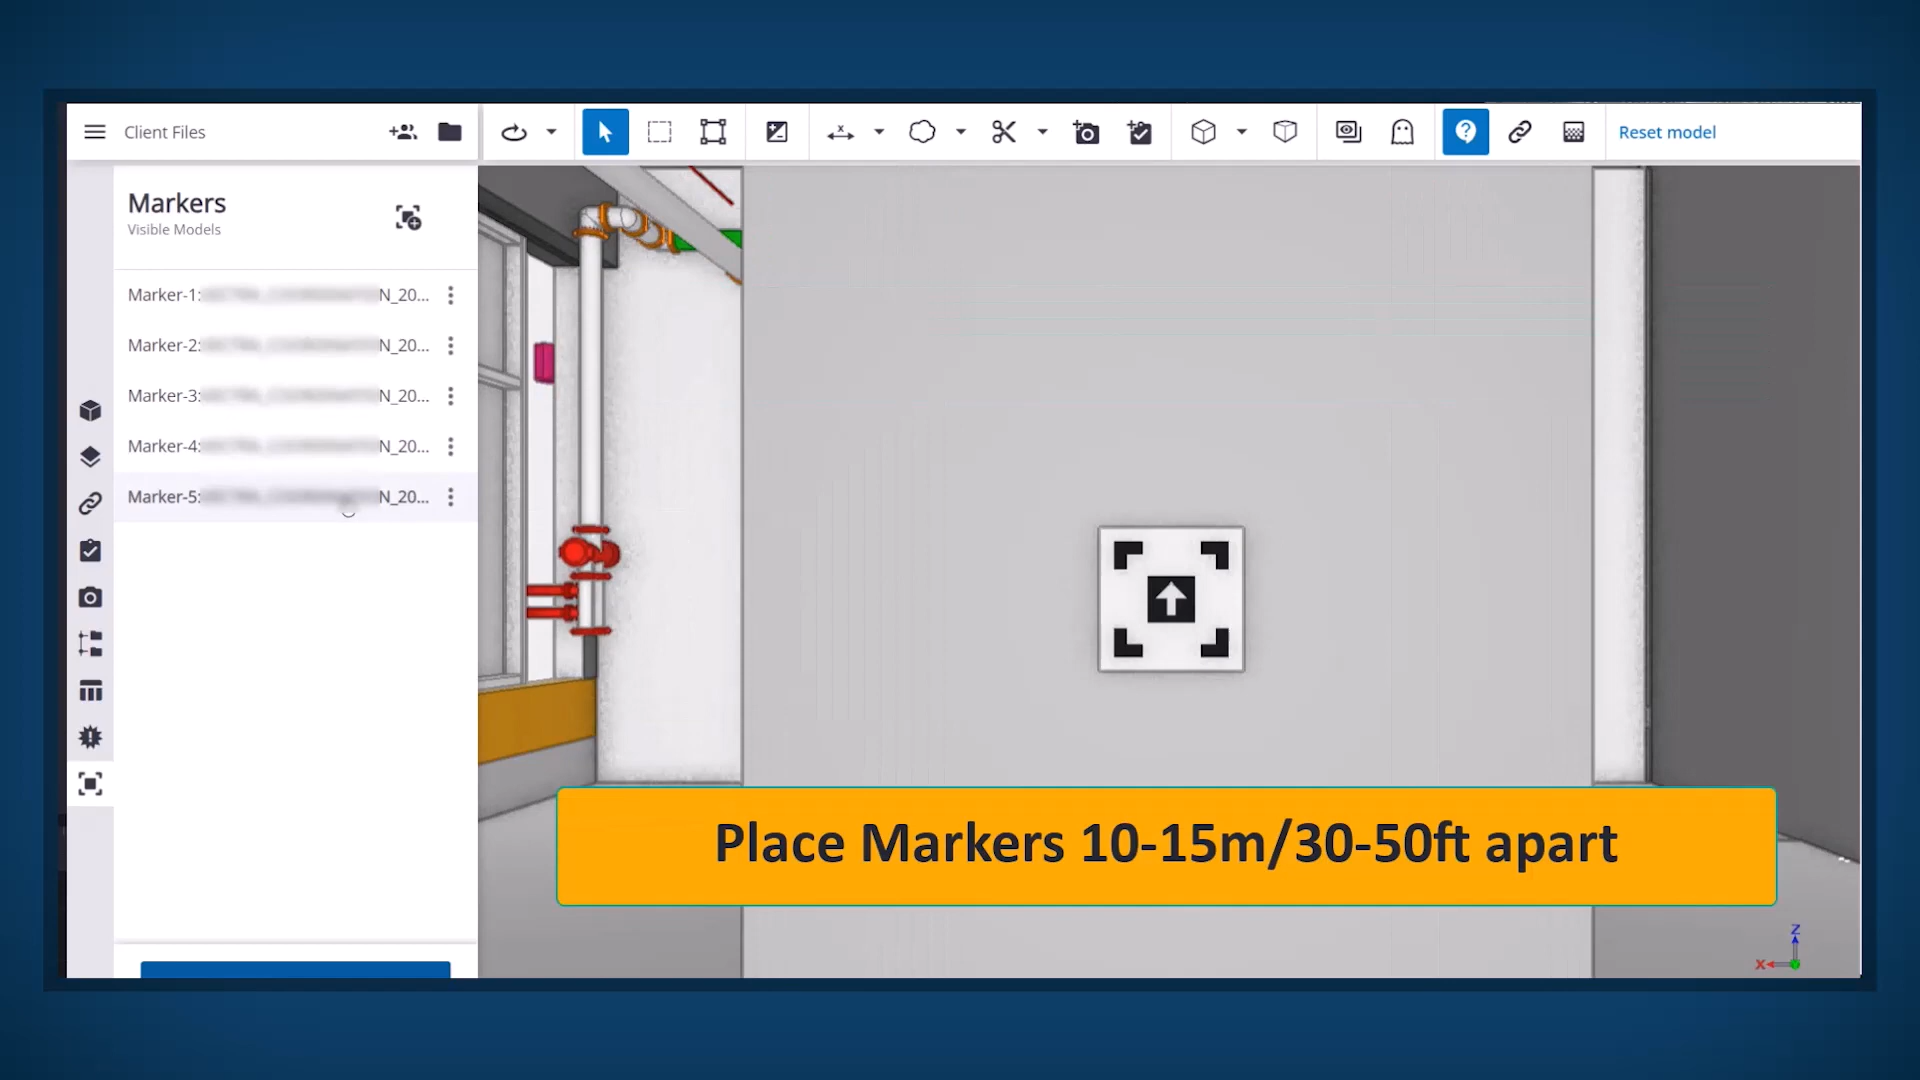 Client Files
Reset model
Markers
Visible Models
Marker-1: N_20...
Marker-2: N_20...
Marker-3: N_20...
Marker-4: N_20...
Marker-5: N_20...
Place Markers 10-15m/30-50ft apart
Z
X